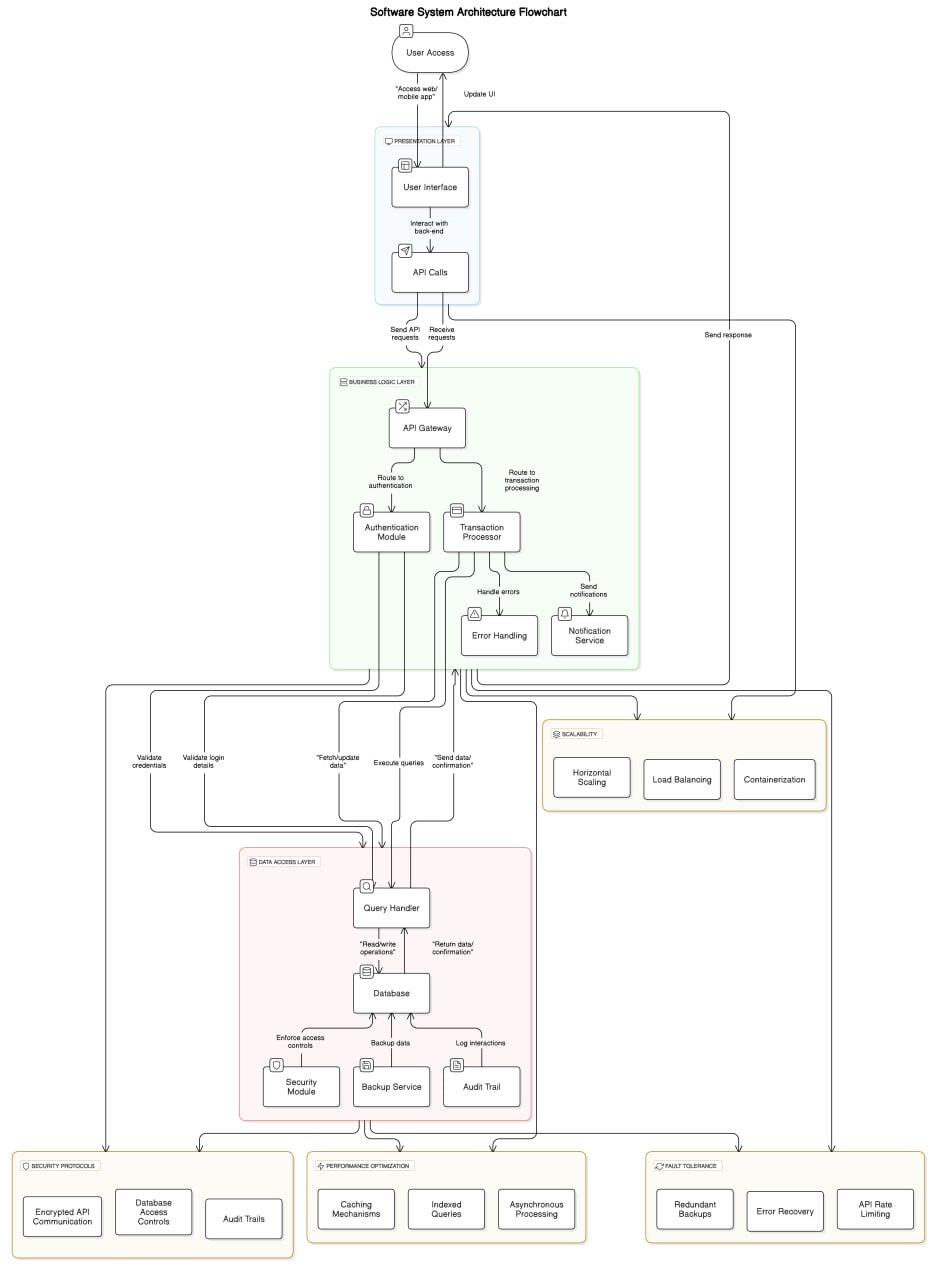 Software System Architecture Flowchart
User Access
"Access web/
mobile app"
Update UI
PRESENTATION LAYER
User Interface
Interact with
back-end
API Calls
Send API
requests
Receive
requests
Send response
BUSINESS LOGIC LAYER
API Gateway
Route to
authentication
Route to
transaction
processing
Authentication
Module
Transaction
Processor
Handle errors
Send
notifications
Error Handling
Notification
Service
Validate
credentials
Validate login
details
"Fetch/update
data"
Execute queries
"Send data/
confirmation"
SCALABILITY
Horizontal
Scaling
Load Balancing
Containerization
DATA ACCESS LAYER
Query Handler
"Read/write
operations"
"Return data/
confirmation"
Database
Enforce access
controls
Backup data
Log interactions
Security
Module
Backup Service
Audit Trail
SECURITY PROTOCOLS
Encrypted API
Communication
Database
Access
Controls
Audit Trails
PERFORMANCE OPTIMIZATION
Caching
Mechanisms
Indexed
Queries
Asynchronous
Processing
FAULT TOLERANCE
Redundant
Backups
Error Recovery
API Rate
Limiting